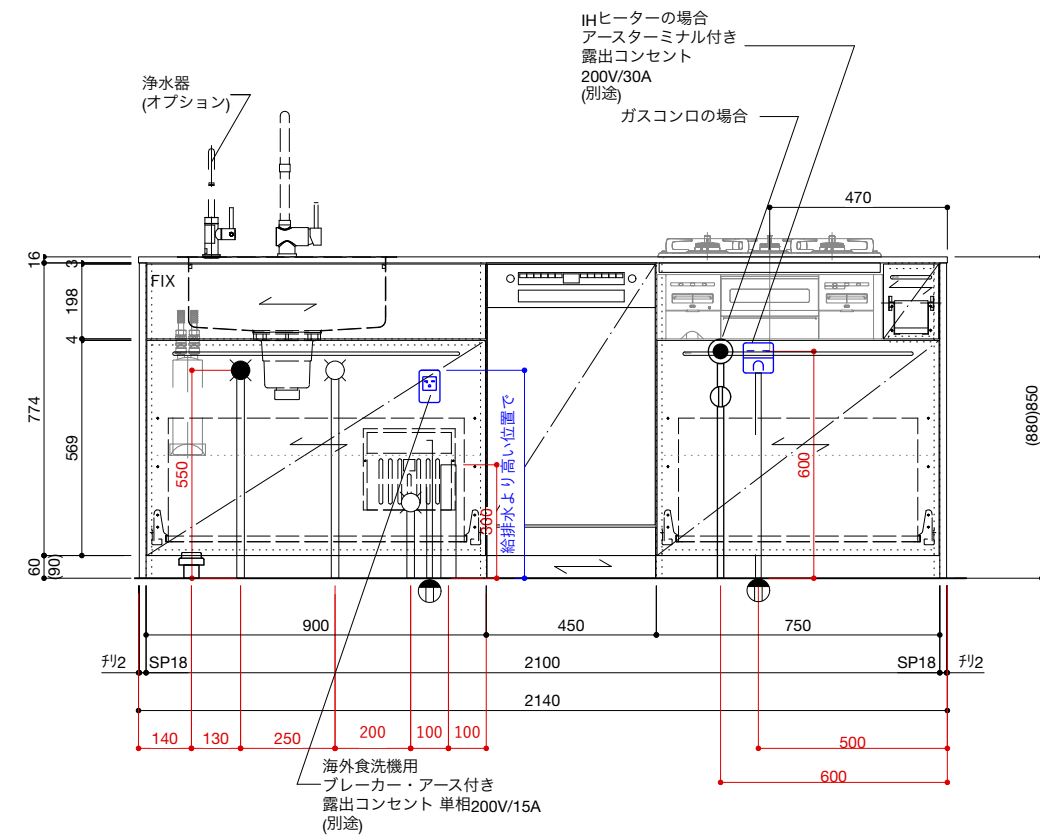 IHヒーターの場合
アースターミナル付き
露出コンセント
200V/30A
(別途)
ガスコンロの場合
浄水器
(オプション)
470
16
3
198
4
774
569
60
(90)
FIX
550
300
給排水より高い位置で
600
(880)850
900
450
750
チリ2
SP18
2100
SP18
チリ2
2140
140
130
250
200
100
100
500
600
海外食洗機用
ブレーカー・アース付き
露出コンセント 単相200V/15A
(別途)